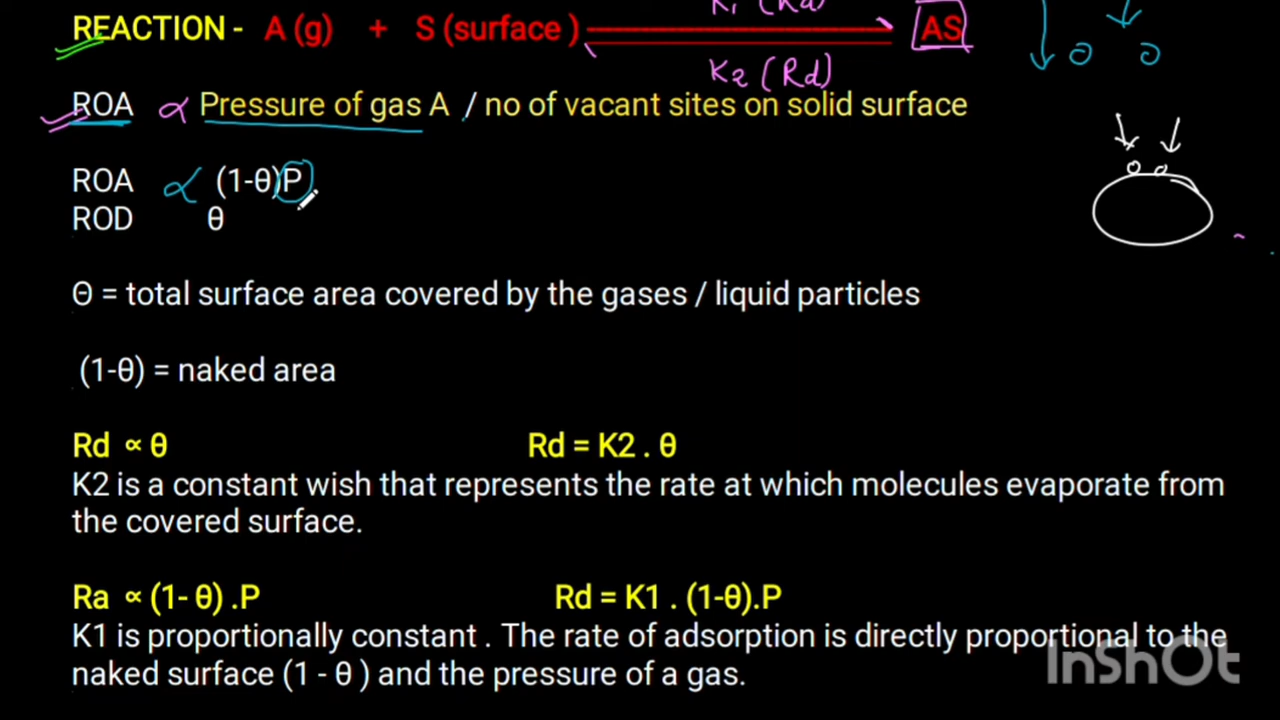 K1 (Ra)
REACTION - A (g) + S (surface ) AS
K2 (Rd)
ROA ∝ Pressure of gas A / no of vacant sites on solid surface
ROA ∝ (1-θ)P
ROD θ
Θ = total surface area covered by the gases / liquid particles
(1-θ) = naked area
Rd ∝ θ Rd = K2 . θ
K2 is a constant wish that represents the rate at which molecules evaporate from
the covered surface.
Ra ∝ (1- θ) .P Rd = K1 . (1-θ).P
K1 is proportionally constant . The rate of adsorption is directly proportional to the
naked surface (1 - θ ) and the pressure of a gas.
InShOt